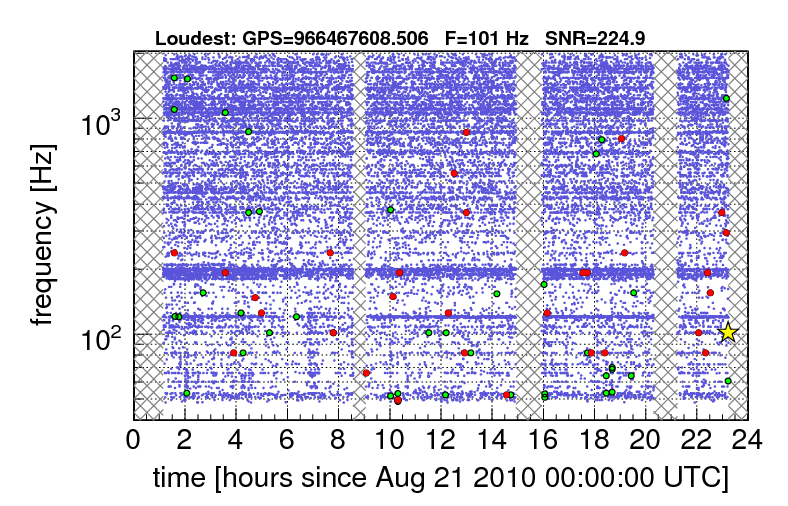 Loudest: GPS=966467608.506 F=101 Hz SNR=224.9
frequency [Hz]
10³
10²
0 2 4 6 8 10 12 14 16 18 20 22 24
time [hours since Aug 21 2010 00:00:00 UTC]